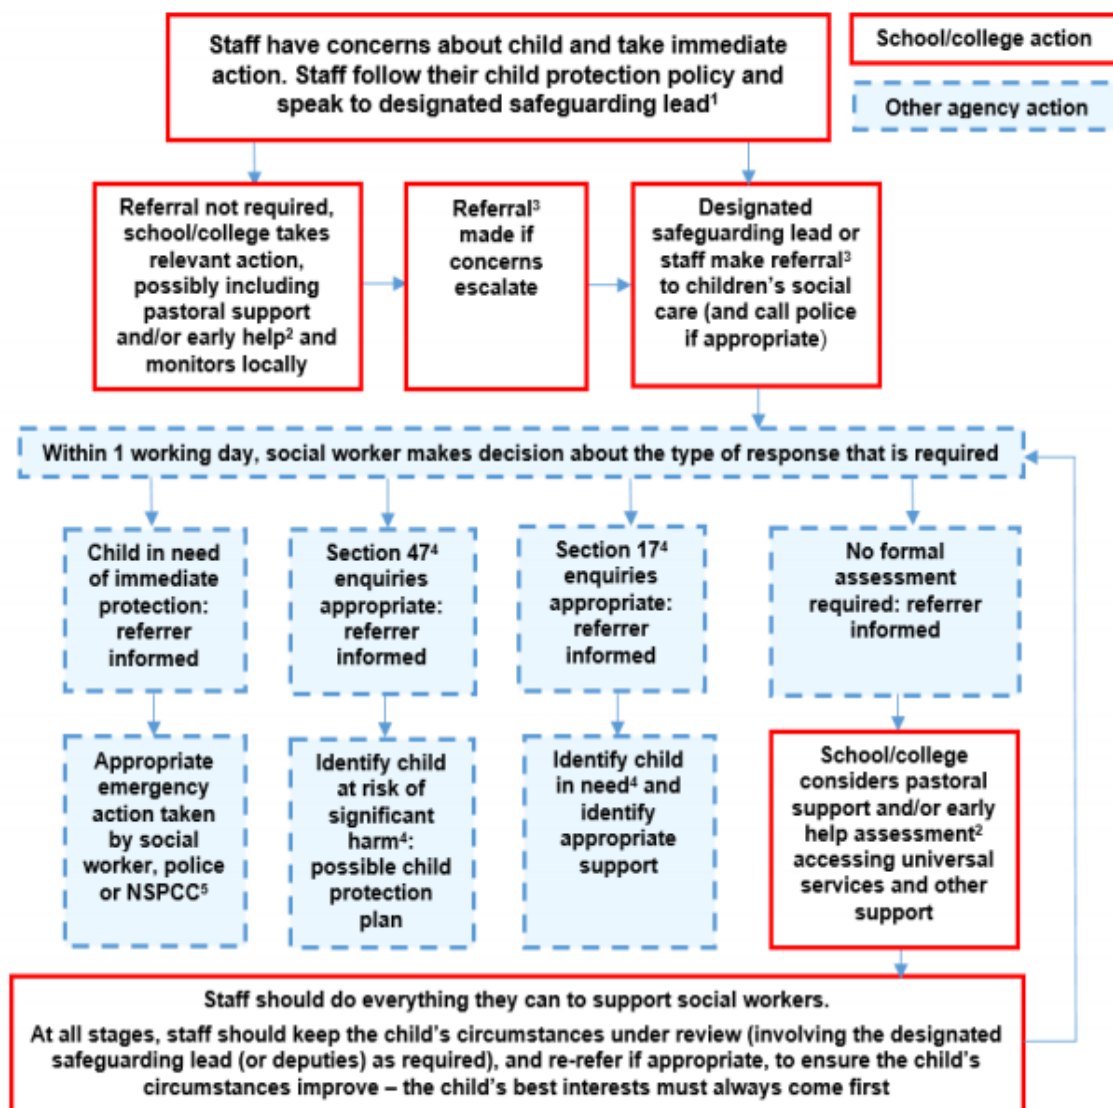 Staff have concerns about child and take immediate
action. Staff follow their child protection policy and
speak to designated safeguarding lead¹
School/college action
Other agency action
Referral not required,
school/college takes
relevant action,
possibly including
pastoral support
and/or early help² and
monitors locally
Referral³
made if
concerns
escalate
Designated
safeguarding lead or
staff make referral³
to children’s social
care (and call police
if appropriate)
Within 1 working day, social worker makes decision about the type of response that is required
Child in need
of immediate
protection:
referrer
informed
Section 47⁴
enquiries
appropriate:
referrer
informed
Section 17⁴
enquiries
appropriate:
referrer
informed
No formal
assessment
required: referrer
informed
Appropriate
emergency
action taken
by social
worker, police
or NSPCC⁵
Identify child
at risk of
significant
harm⁴:
possible child
protection
plan
Identify child
in need⁴ and
identify
appropriate
support
School/college
considers pastoral
support and/or early
help assessment²
accessing universal
services and other
support
Staff should do everything they can to support social workers.
At all stages, staff should keep the child’s circumstances under review (involving the designated
safeguarding lead (or deputies) as required), and re-refer if appropriate, to ensure the child’s
circumstances improve – the child’s best interests must always come first